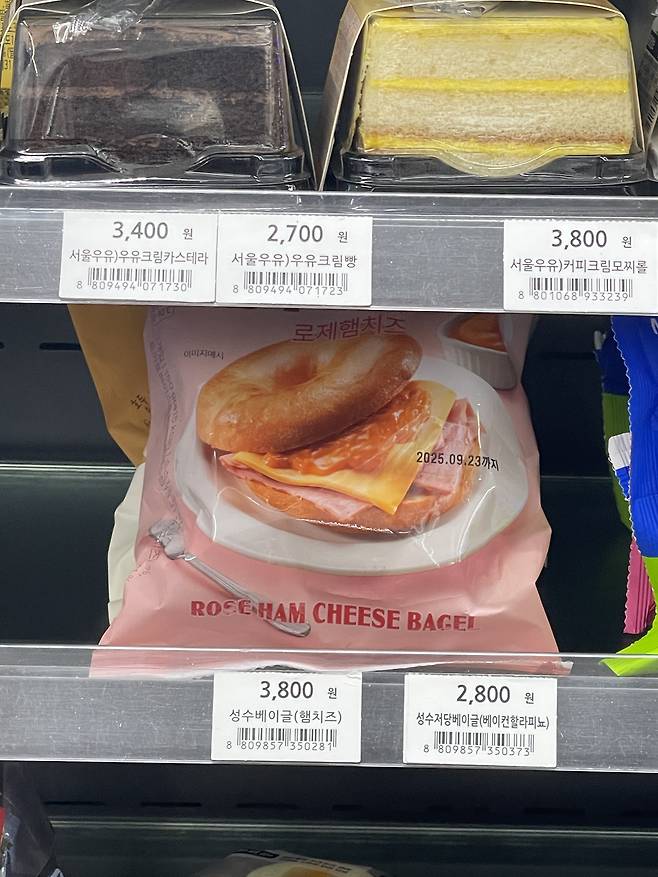 3,400 원
서울우유)우유크림카스테라
8 809494 071730
2,700 원
서울우유)우유크림빵
8 809494 071723
3,800 원
서울우유)커피크림모찌롤
8 801068 933239
로제햄치즈
이미지예시
2025.09.23까지
ROSE HAM CHEESE BAGEL
3,800 원
성수베이글(햄치즈)
8 809857 350281
2,800 원
성수저당베이글(베이컨할라피뇨)
8 809857 350373